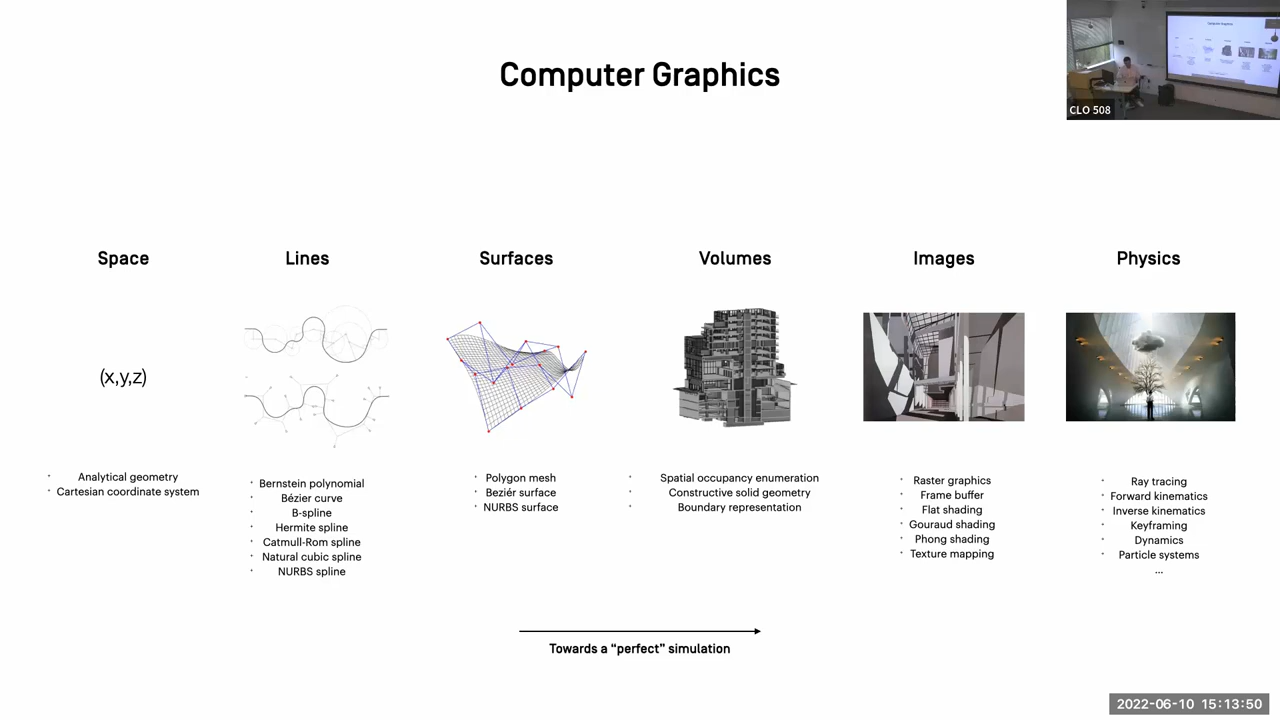 Computer Graphics
CLO 508
Space
Lines
Surfaces
Volumes
Images
Physics
(x,y,z)
Analytical geometry
Cartesian coordinate system
Bernstein polynomial
Bézier curve
B-spline
Hermite spline
Catmull-Rom spline
Natural cubic spline
NURBS spline
Polygon mesh
Beziér surface
NURBS surface
Spatial occupancy enumeration
Constructive solid geometry
Boundary representation
Raster graphics
Frame buffer
Flat shading
Gouraud shading
Phong shading
Texture mapping
Ray tracing
Forward kinematics
Inverse kinematics
Keyframing
Dynamics
Particle systems
...
Towards a “perfect” simulation
2022-06-10 15:13:50